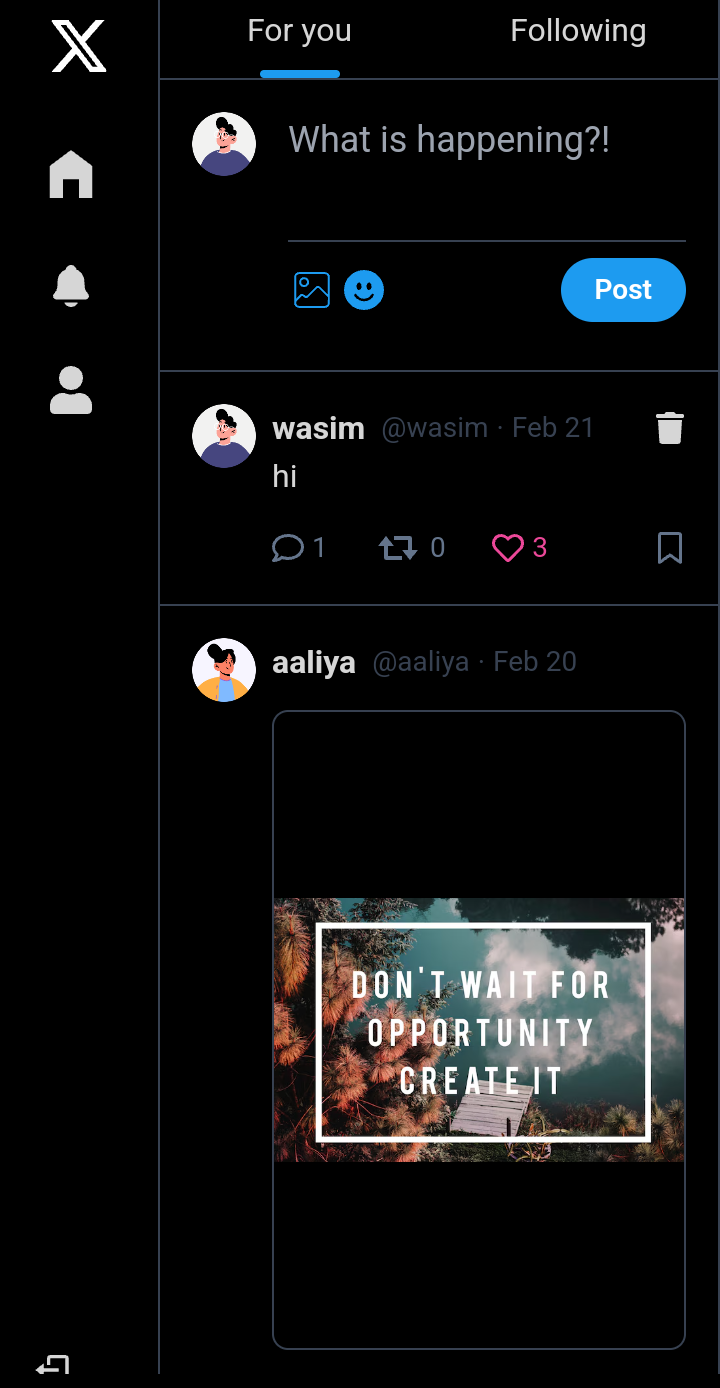 For you Following
What is happening?!
Post
wasim @wasim · Feb 21
hi
1 0 3
aaliya @aaliya · Feb 20
DON'T WAIT FOR
OPPORTUNITY
CREATE IT